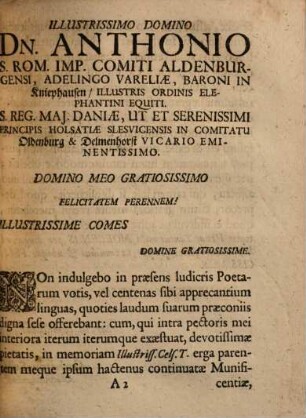 ILLUSTRISSIMO DOMINO
DN. ANTHONIO
S. ROM. IMP. COMITI ALDENBUR-
GENSI, ADELINGO VARELIÆ, BARONI IN
Kniephausen / ILLUSTRIS ORDINIS ELE-
PHANTINI EQUITI.
S. REG. MAJ. DANIÆ, UT ET SERENISSIMI
PRINCIPIS HOLSATIÆ SLESVICENSIS IN COMITATU
Oldenburg & Delmenhorst VICARIO EMI-
NENTISSIMO.
DOMINO MEO GRATIOSISSIMO
FELICITATEM PERENNEM!
ILLUSTRISSIME COMES
DOMINE GRATIOSISSIME.
NOn indulgebo in præsens ludicris Poeta-
rum votis, vel centenas sibi apprecantium
linguas, quoties laudum suarum præconiis
digna sese offerebant: cum, qui intra pectoris mei
interiora iterum iterumque exæstuat, devotissimæ
pietatis, in memoriam Illustriss. Cels. T. erga paren-
tem meque ipsum hactenus continuatæ Munifi-
A 2 centiæ,